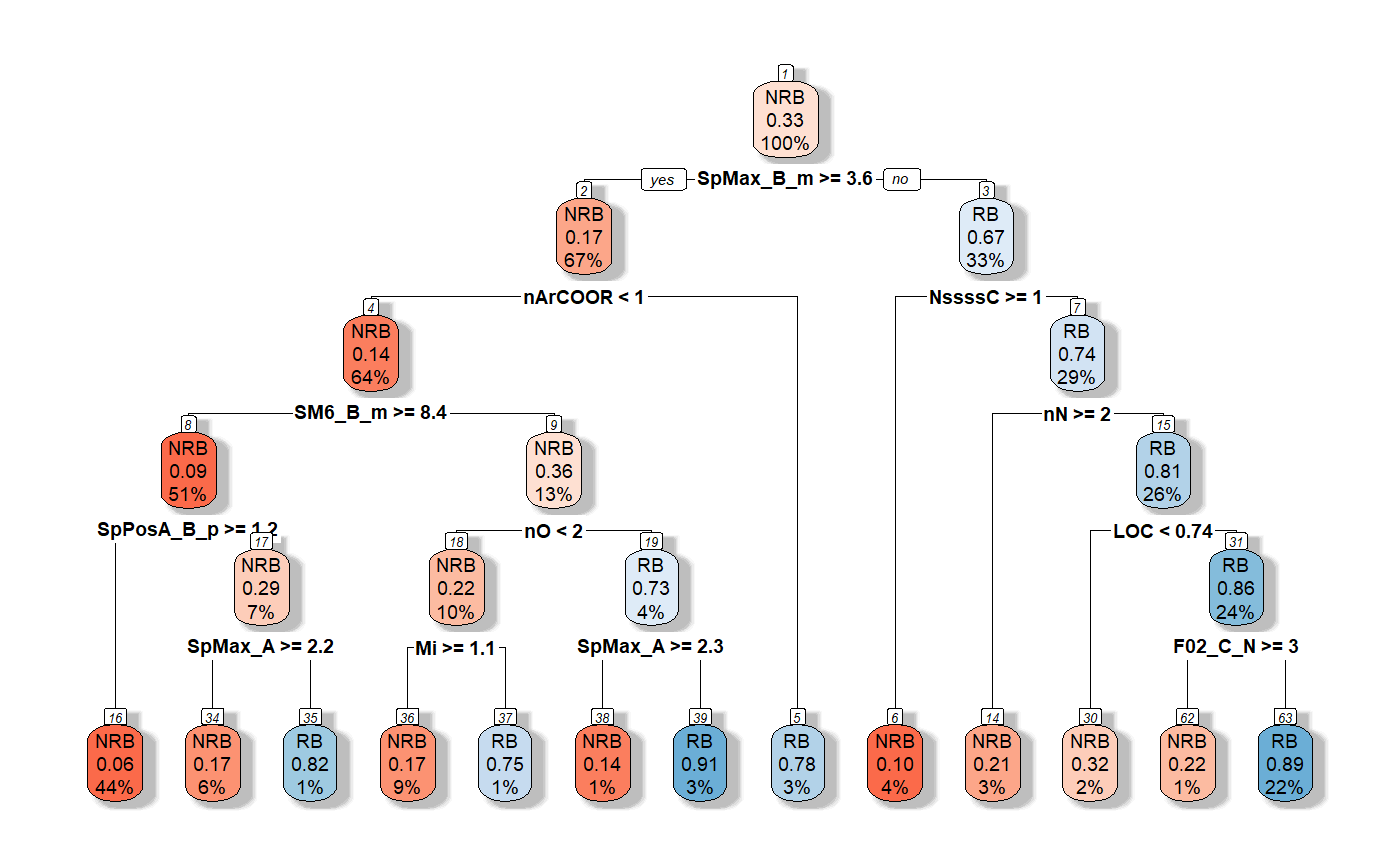 1
NRB
0.33
100%
yes SpMax_B_m >= 3.6 no
2
NRB
0.17
67%
3
RB
0.67
33%
nArCOOR < 1
NssssC >= 1
4
NRB
0.14
64%
7
RB
0.74
29%
SM6_B_m >= 8.4
nN >= 2
8
NRB
0.09
51%
9
NRB
0.36
13%
15
RB
0.81
26%
SpPosA_B_p >= 1.2
nO < 2
LOC < 0.74
17
NRB
0.29
7%
18
NRB
0.22
10%
19
RB
0.73
4%
31
RB
0.86
24%
SpMax_A >= 2.2
Mi >= 1.1
SpMax_A >= 2.3
F02_C_N >= 3
16
NRB
0.06
44%
34
NRB
0.17
6%
35
RB
0.82
1%
36
NRB
0.17
9%
37
RB
0.75
1%
38
NRB
0.14
1%
39
RB
0.91
3%
5
RB
0.78
3%
6
NRB
0.10
4%
14
NRB
0.21
3%
30
NRB
0.32
2%
62
NRB
0.22
1%
63
RB
0.89
22%